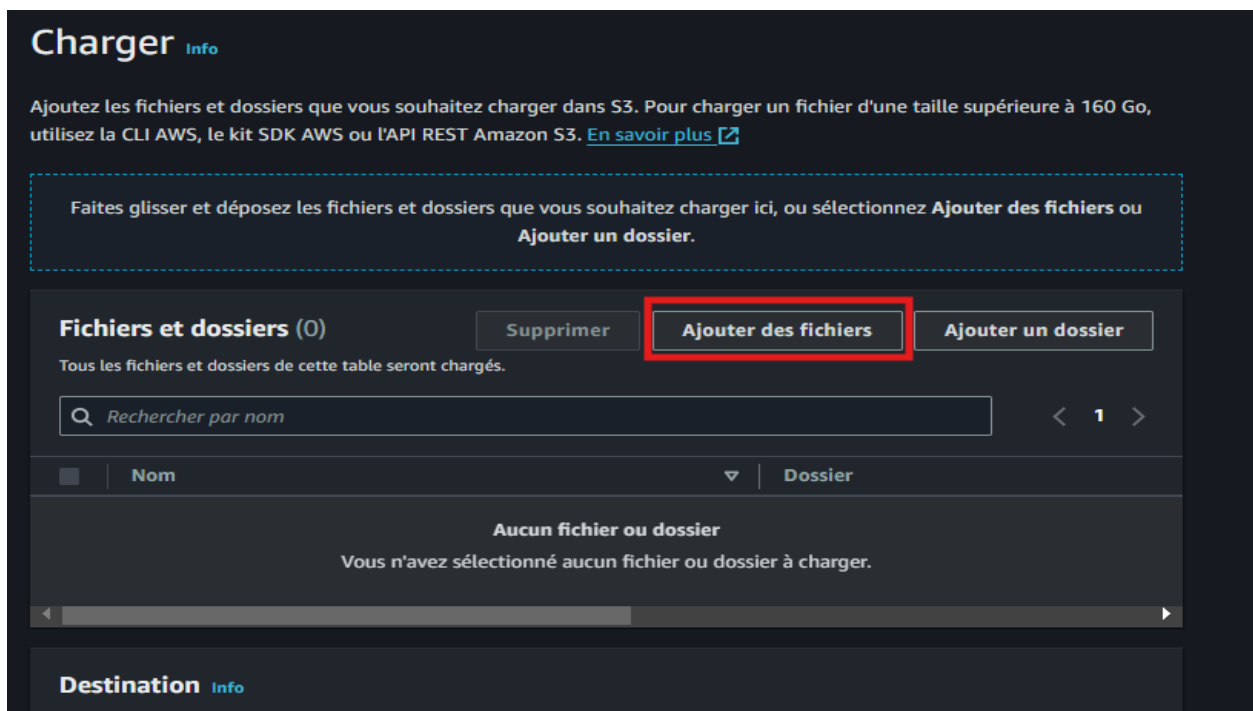 Charger Info
Ajoutez les fichiers et dossiers que vous souhaitez charger dans S3. Pour charger un fichier d'une taille supérieure à 160 Go,
utilisez la CLI AWS, le kit SDK AWS ou l'API REST Amazon S3. En savoir plus
Faites glisser et déposez les fichiers et dossiers que vous souhaitez charger ici, ou sélectionnez Ajouter des fichiers ou
Ajouter un dossier.
Fichiers et dossiers (0) Supprimer Ajouter des fichiers Ajouter un dossier
Tous les fichiers et dossiers de cette table seront chargés.
Rechercher par nom 1
Nom Dossier
Aucun fichier ou dossier
Vous n'avez sélectionné aucun fichier ou dossier à charger.
Destination Info